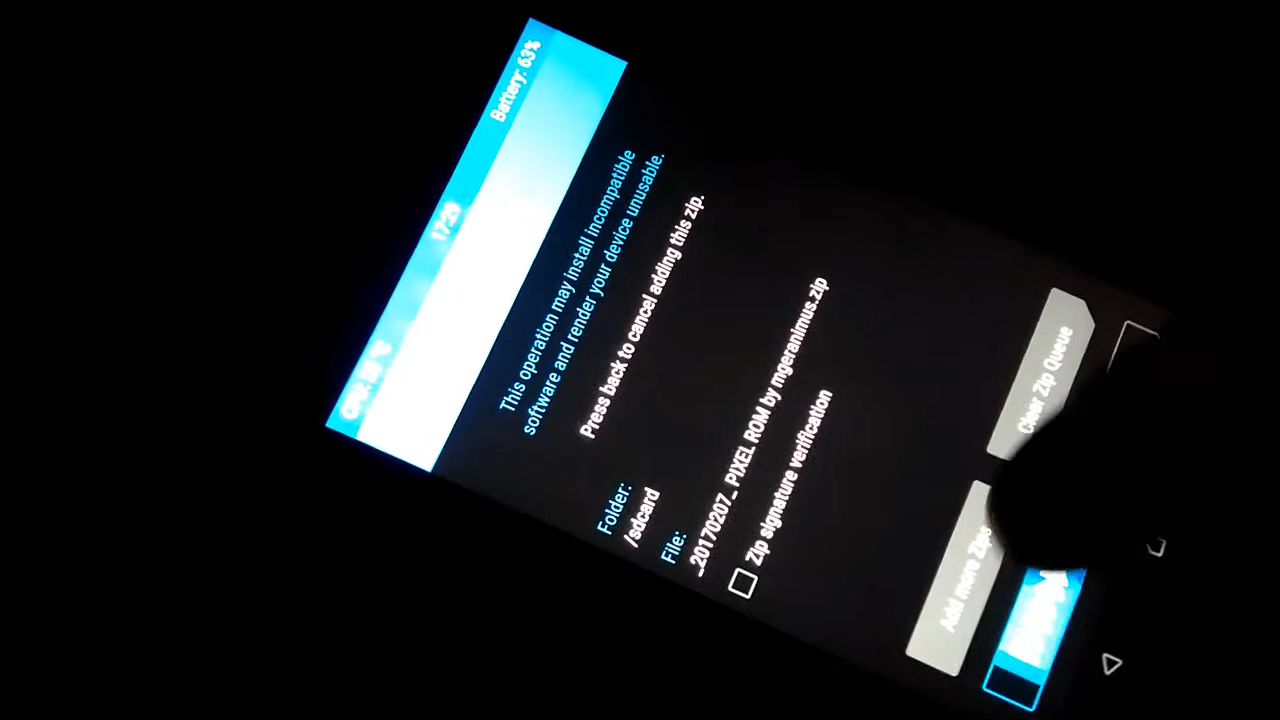 17:20
Battery: 63%
This operation may install incompatible
software and render your device unusable.
Press back to cancel adding this zip.
Folder:
/sdcard
File:
_20170207_ PIXEL ROM by mgeranimus.zip
Zip signature verification
Add more Zips
Clear Zip Queue